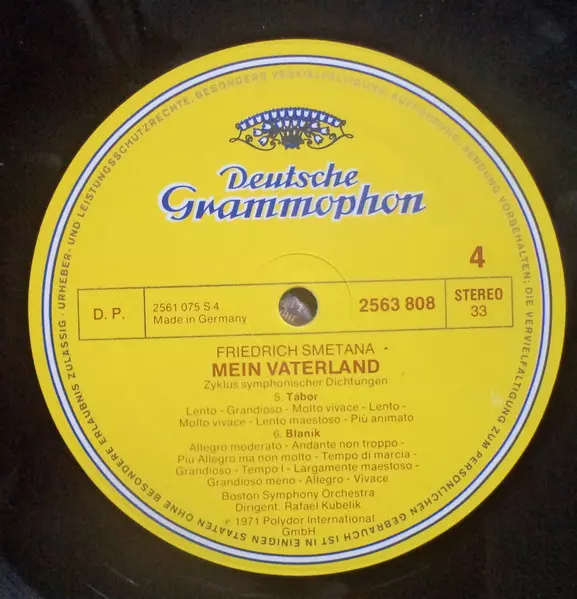 Deutsche
Grammophon
4
D. P.
2561 075 S 4
Made in Germany
2563 808
STEREO
33
FRIEDRICH SMETANA
MEIN VATERLAND
Zyklus symphonischer Dichtungen
5. Tábor
Lento - Grandioso - Molto vivace - Lento -
Molto vivace - Lento maestoso - Più animato
6. Blanik
Allegro moderato - Andante non troppo -
Più Allegro ma non molto - Tempo di marcia -
Grandioso - Tempo I - Largamente maestoso -
Grandioso meno - Allegro - Vivace
Boston Symphony Orchestra
Dirigent: Rafael Kubelik
℗ 1971 Polydor International
GmbH
URHEBER- UND LEISTUNGSSCHUTZRECHTE, BESONDERS VERVIELFÄLTIGUNG, AUFFÜHRUNG, SENDUNG VORBEHALTEN; DIE VERVIELFÄLTIGUNG ZUM PERSÖNLICHEN GEBRAUCH IST IN EINIGEN STAATEN OHNE BESONDERE ERLAUBNIS ZULÄSSIG ·